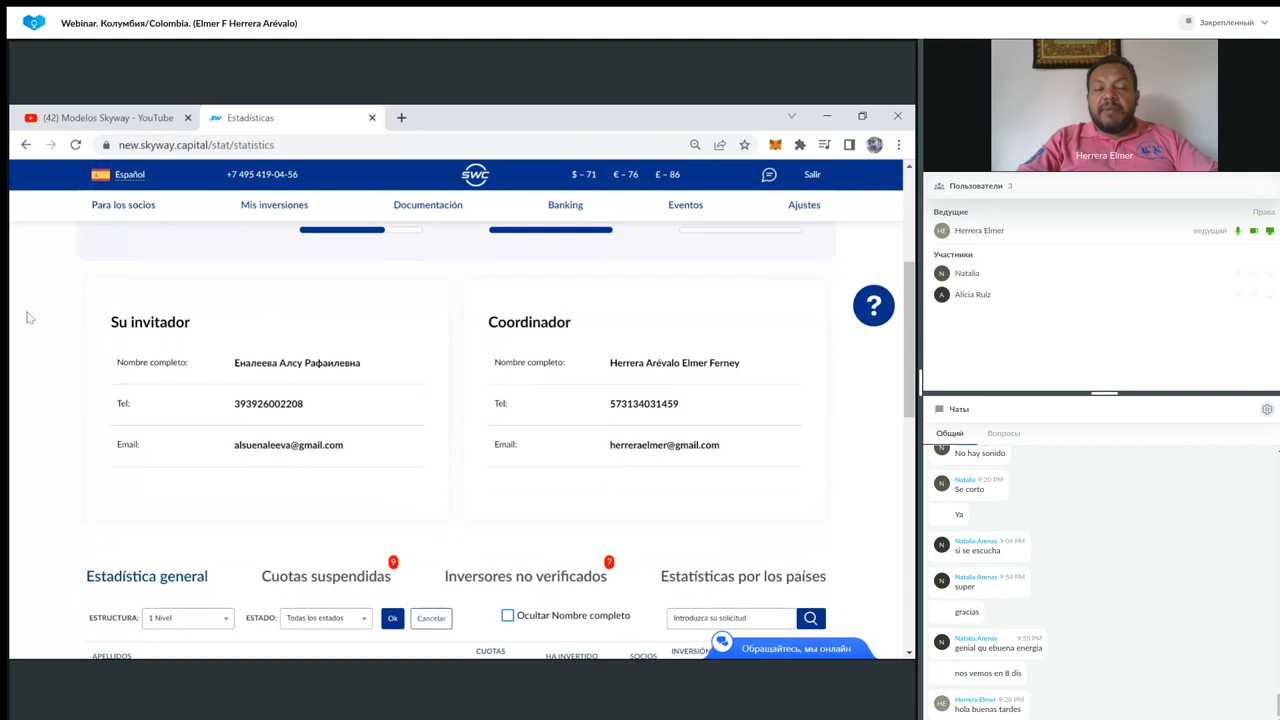 Webinar. Колумбия/Colombia. (Elmer F Herrera Arévalo)
Закрепленный
(42) Modelos Skyway - YouTube
Estadísticas
new.skyway.capital/stat/statistics
Español
+7 495 419-04-56
SWC
$ – 71
€ – 76
£ – 86
Salir
Para los socios
Mis inversiones
Documentación
Banking
Eventos
Ajustes
Su invitador
Nombre completo: Еналеева Алсу Рафаилевна
Tel: 393926002208
Email: alsuenaleeva@gmail.com
Coordinador
Nombre completo: Herrera Arévalo Elmer Ferney
Tel: 573134031459
Email: herreraelmer@gmail.com
?
Estadística general
Cuotas suspendidas 9
Inversores no verificados 7
Estatísticas por los países
ESTRUCTURA: 1 Nivel
ESTADO: Todas los estados
Ok
Cancelar
Ocultar Nombre completo
Introduzca su solicitud
APELLIDOS
CUOTAS
HA INVERTIDO
SOCIOS
INVERSIÓN
Обращайтесь, мы онлайн
Herrera Elmer
Пользователи 3
Ведущие
Права
HE Herrera Elmer
ведущий
Участники
N Natalia
A Alicia Ruiz
Чаты
Общий
Вопросы
N
No hay sonido
N Natalia 9:20 PM
Se corto
Ya
N Natalia Arenas 9:04 PM
si se escucha
N Natalia Arenas 9:54 PM
super
gracias
N Natalia Arenas 9:55 PM
genial qu ebuena energia
nos vemos en 8 dis
HE Herrera Elmer 9:28 PM
hola buenas tardes